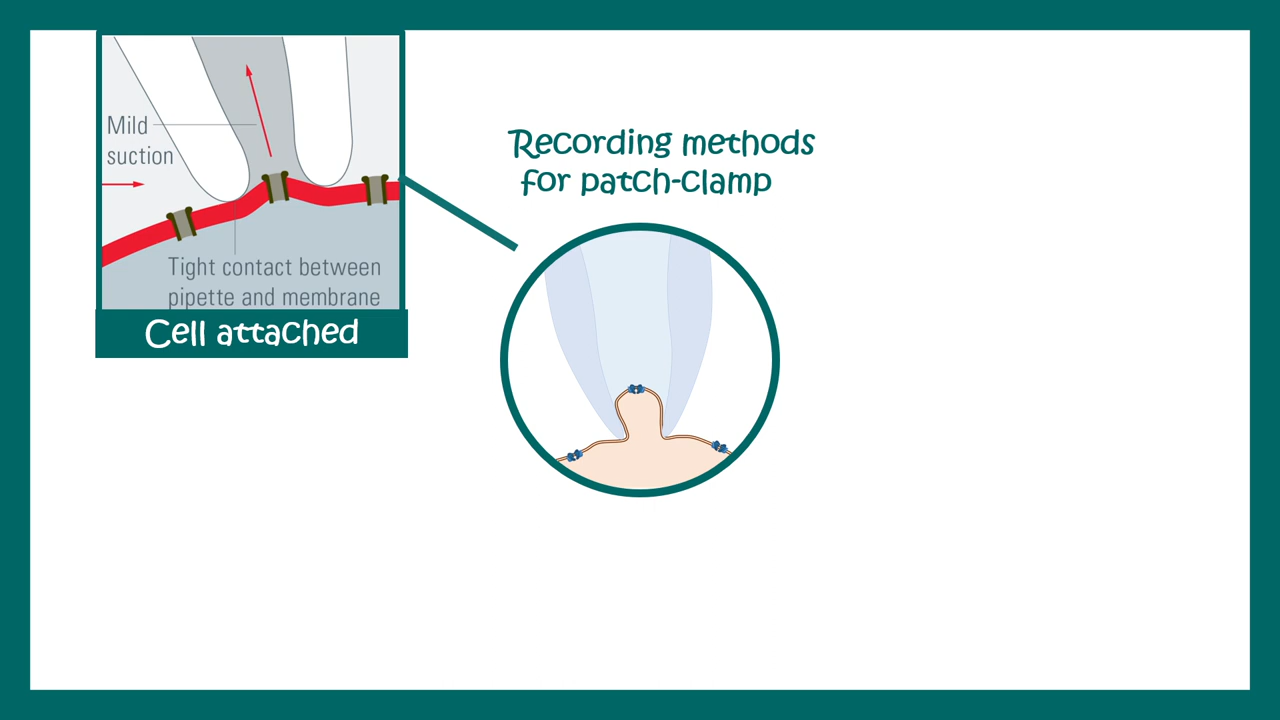 Mild
suction
Tight contact between
pipette and membrane
Cell attached
Recording methods
for patch-clamp